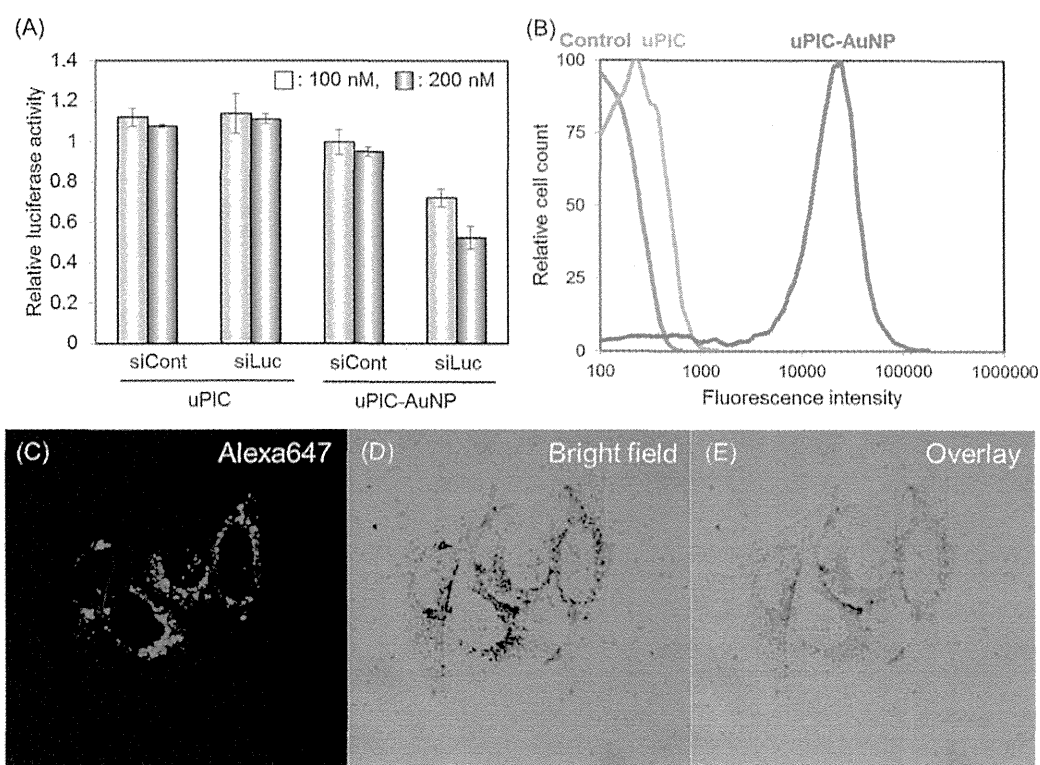 (A)
1.4
1.2
1
0.8
0.6
0.4
0.2
0
Relative luciferase activity
: 100 nM, : 200 nM
siCont siLuc siCont siLuc
uPIC uPIC-AuNP
(B)
Control uPIC uPIC-AuNP
100
75
50
25
0
Relative cell count
100 1000 10000 100000 1000000
Fluorescence intensity
(C) Alexa647
(D) Bright field
(E) Overlay